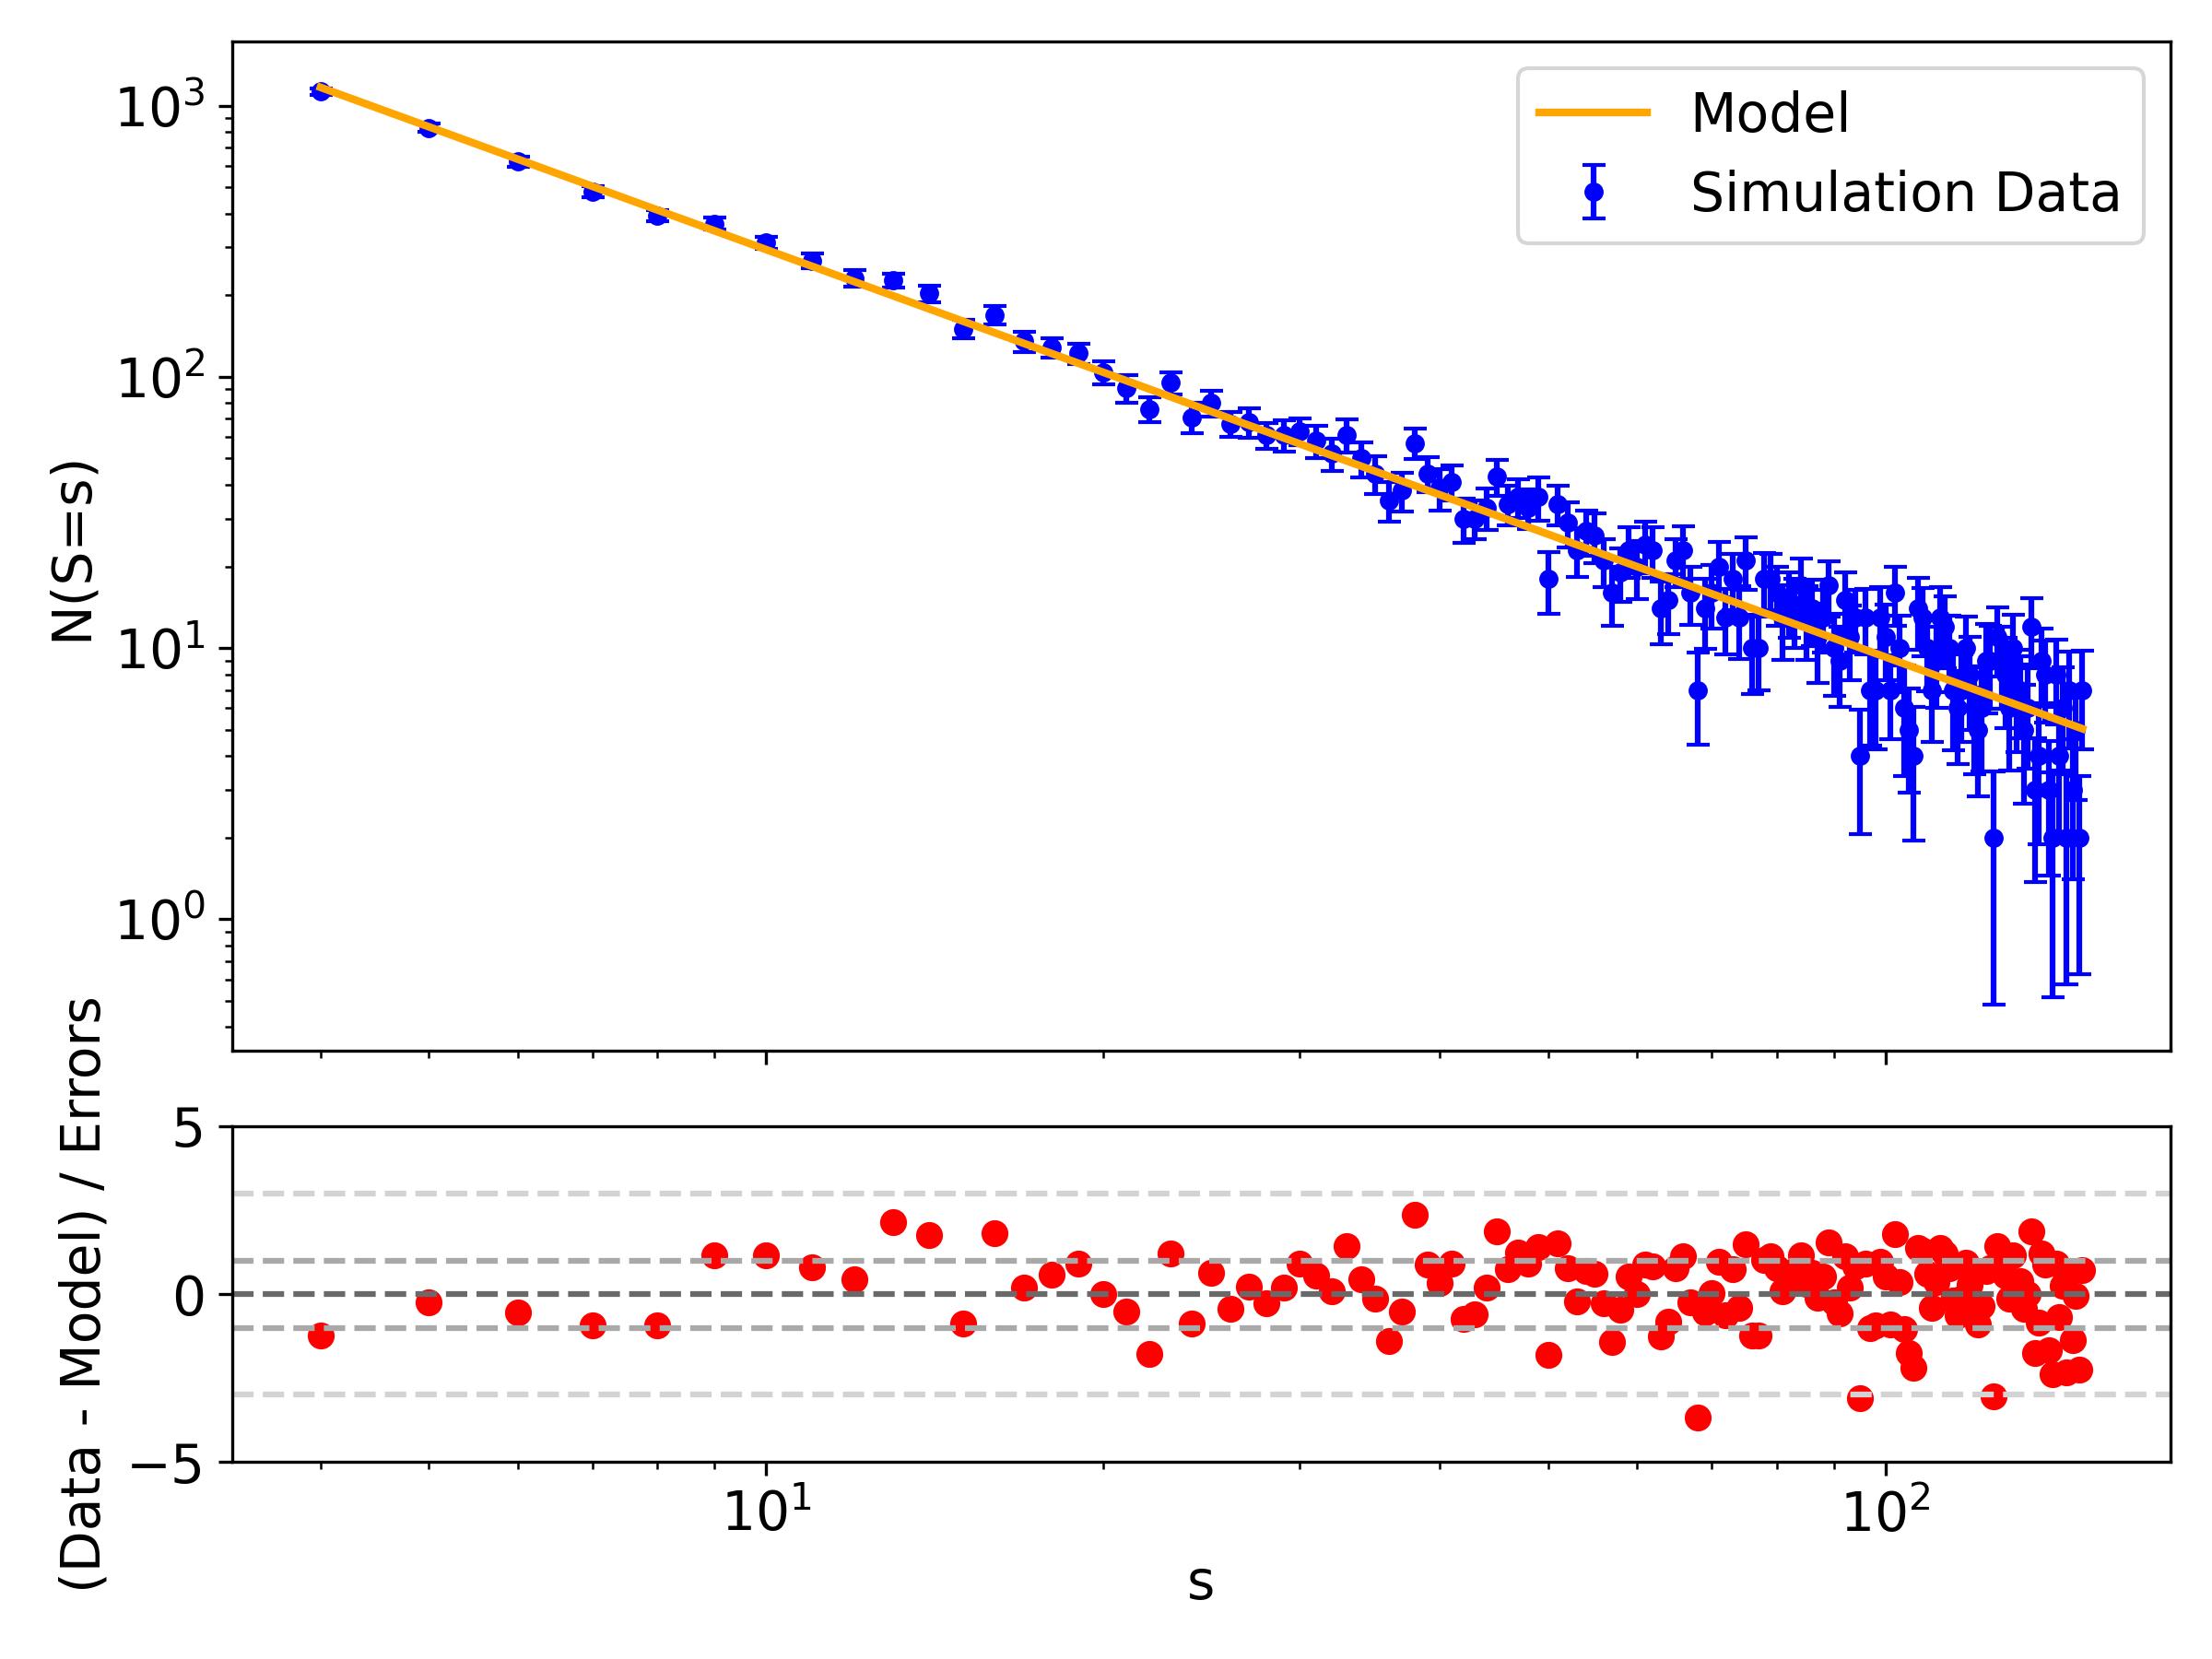 10³
10²
10¹
10⁰
N(S=s)
Model
Simulation Data
5
0
−5
(Data - Model) / Errors
10¹
10²
s